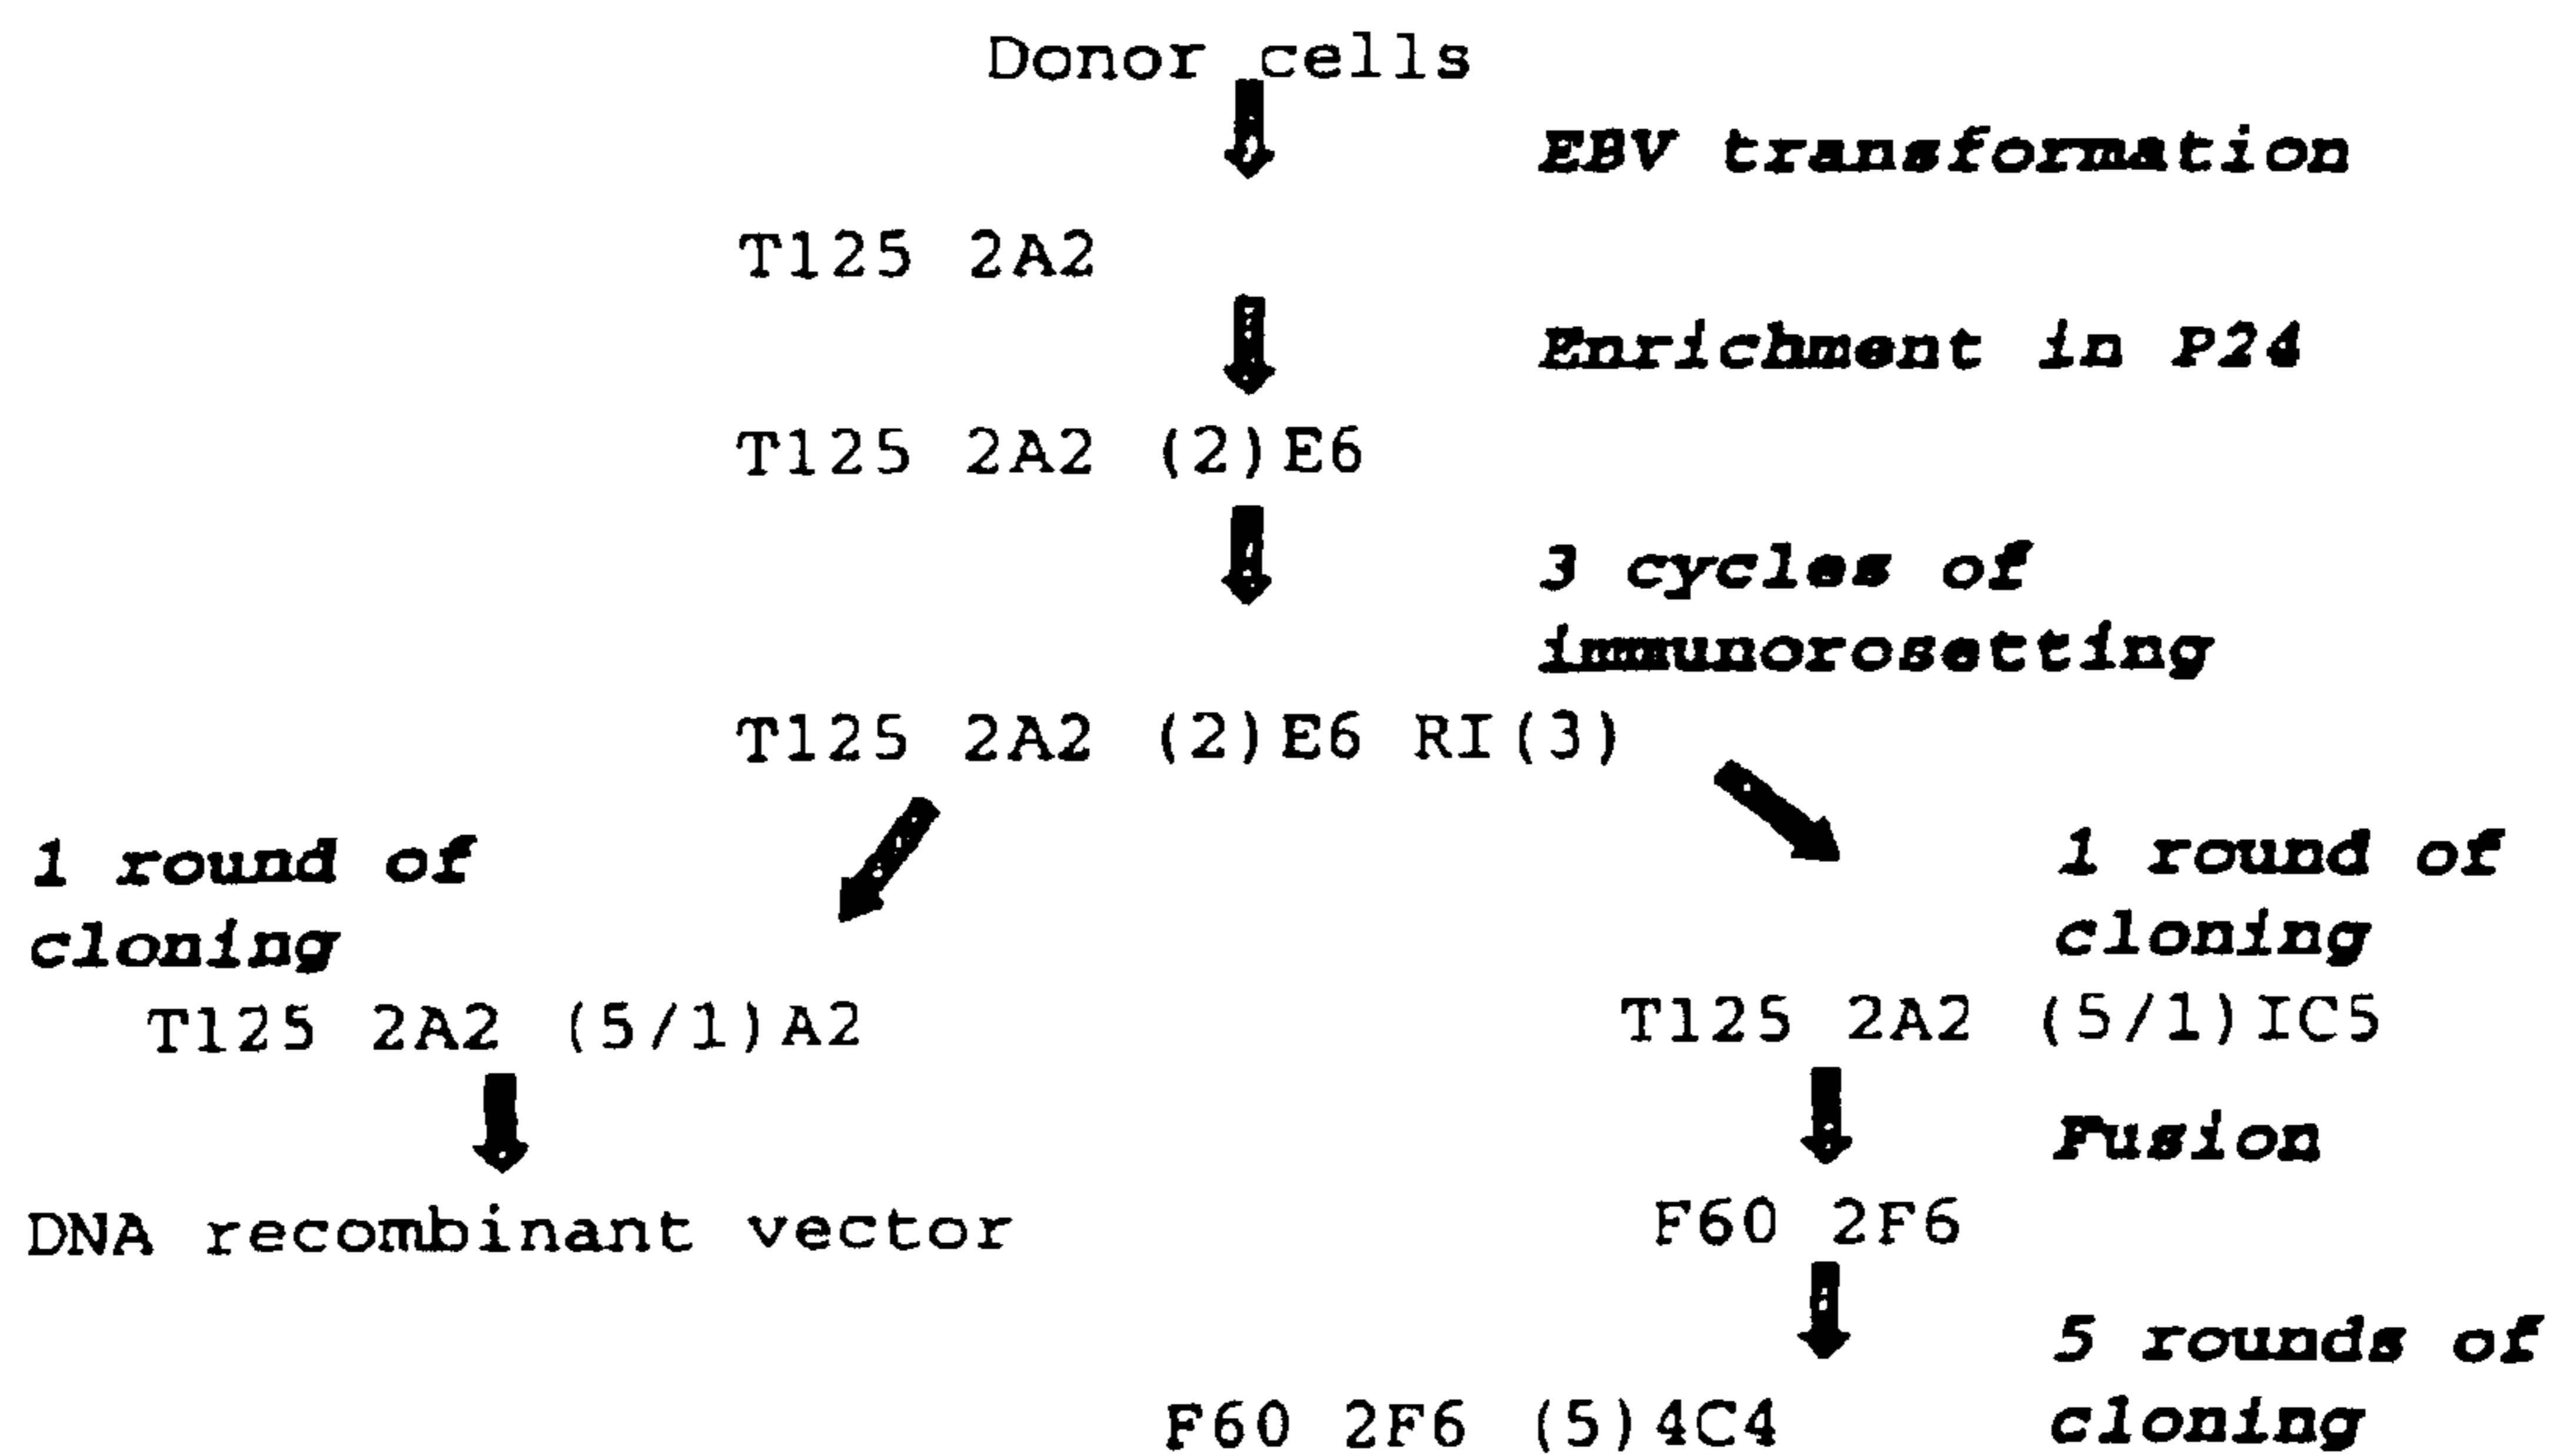 Donor cells
EBV transformation
T125 2A2
Enrichment in P24
T125 2A2 (2)E6
3 cycles of
immunorosetting
T125 2A2 (2)E6 RI(3)
1 round of
cloning
1 round of
cloning
T125 2A2 (5/1)A2
T125 2A2 (5/1)IC5
Fusion
DNA recombinant vector
F60 2F6
5 rounds of
cloning
F60 2F6 (5)4C4